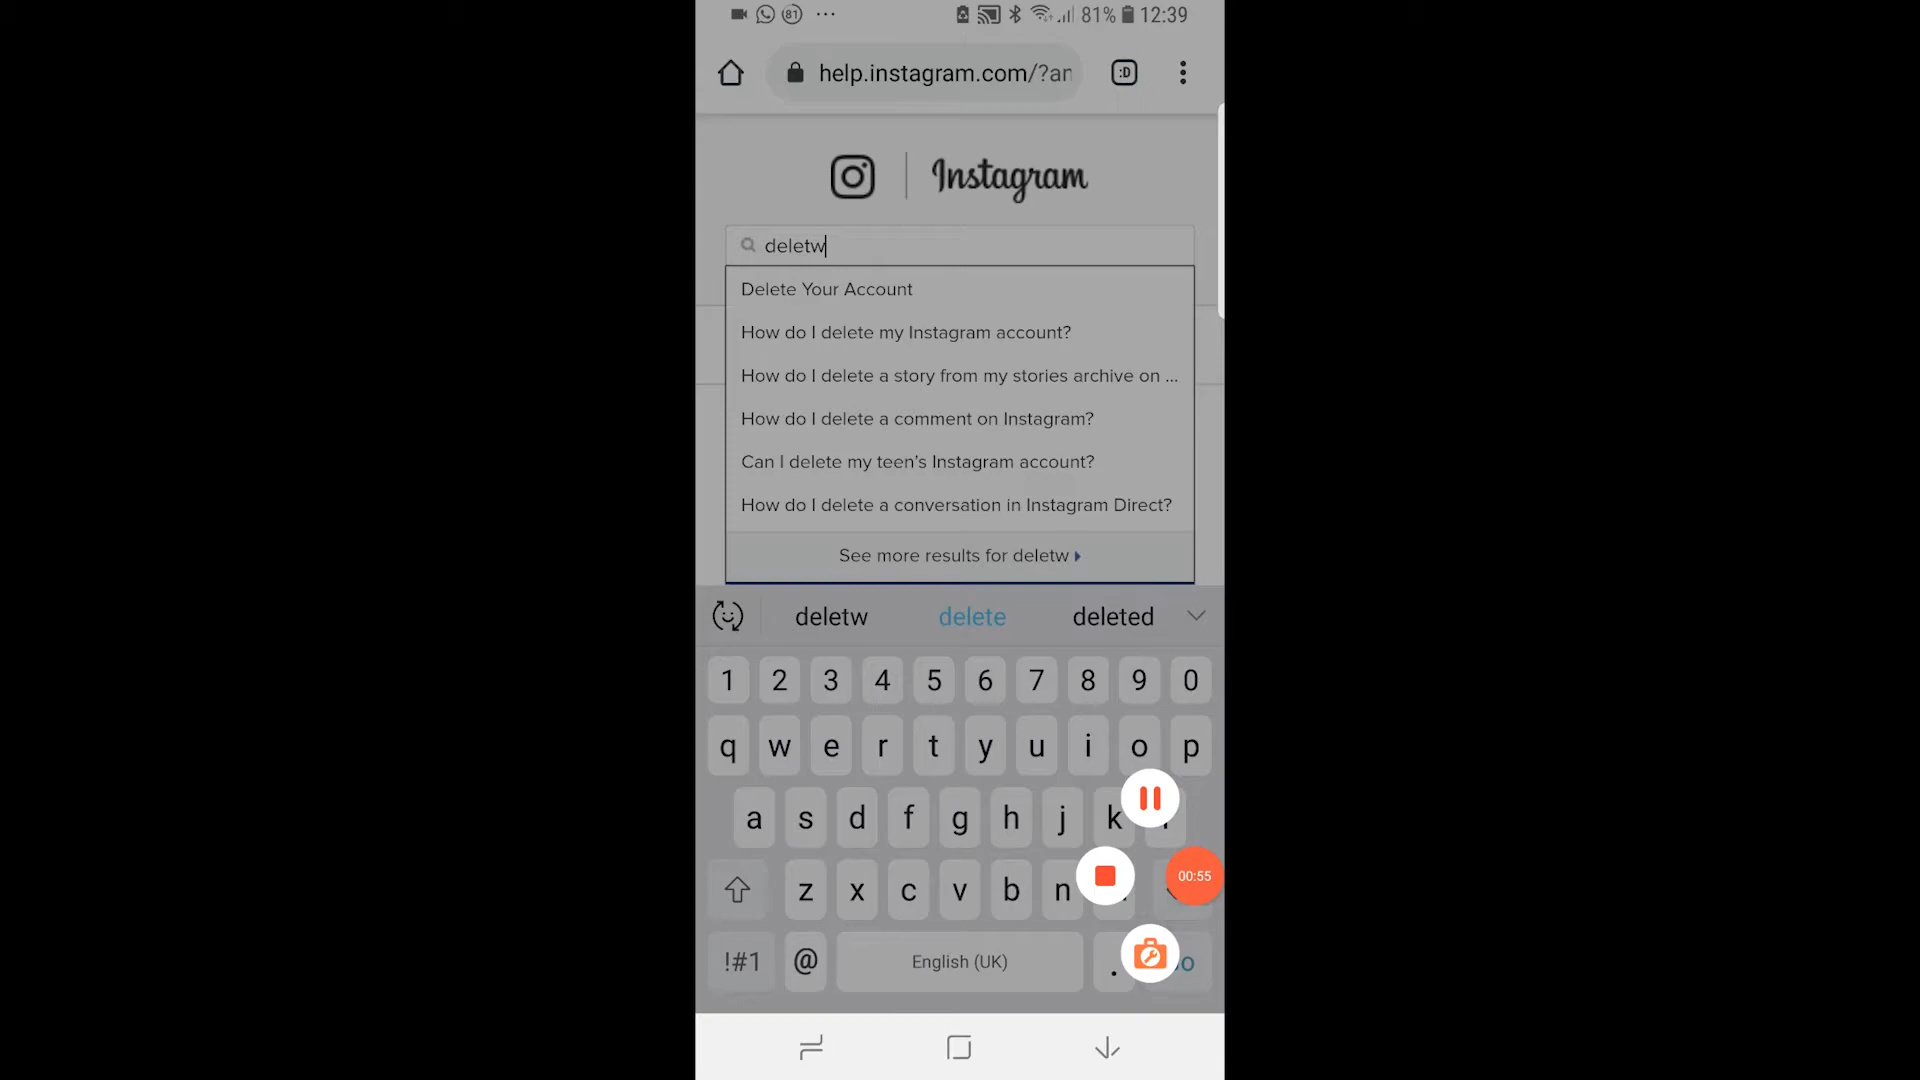 81 81% 12:39
help.instagram.com/?an :D
Instagram
deletw
Delete Your Account
How do I delete my Instagram account?
How do I delete a story from my stories archive on ...
How do I delete a comment on Instagram?
Can I delete my teen's Instagram account?
How do I delete a conversation in Instagram Direct?
See more results for deletw
deletw delete deleted
1 2 3 4 5 6 7 8 9 0
q w e r t y u i o p
a s d f g h j k
z x c v b n 00:55
!#1 @ English (UK) .